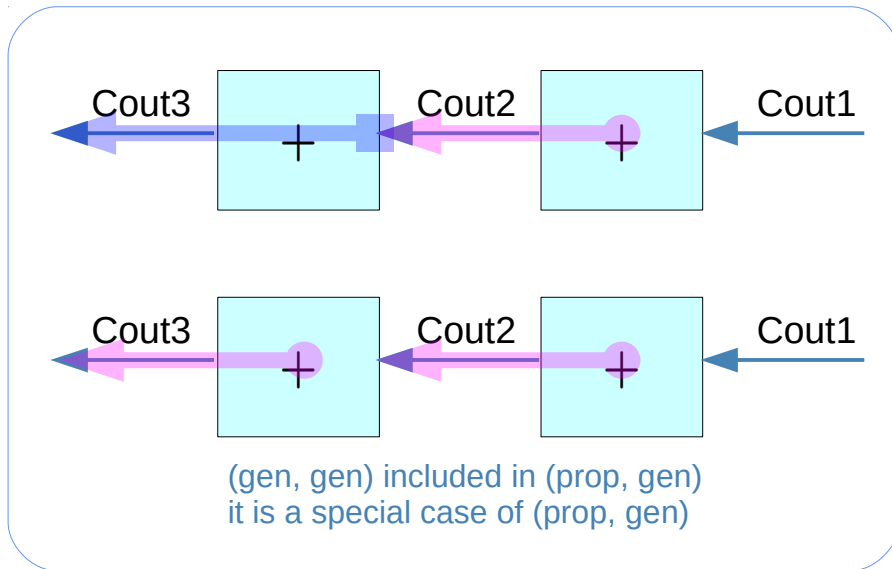 Cout3 Cout2 Cout1
+ +
Cout3 Cout2 Cout1
+ +
(gen, gen) included in (prop, gen)
it is a special case of (prop, gen)